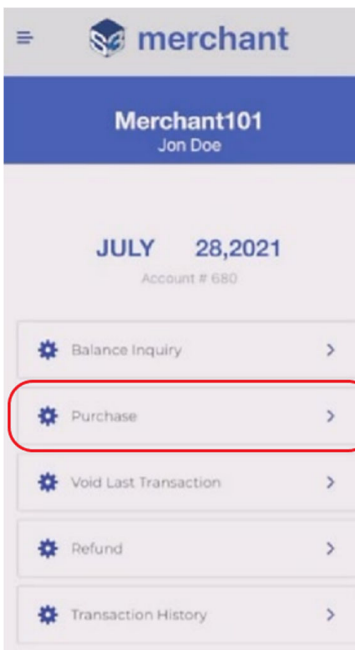 merchant
Merchant101
Jon Doe
JULY 28,2021
Account # 680
Balance Inquiry
Purchase
Void Last Transaction
Refund
Transaction History